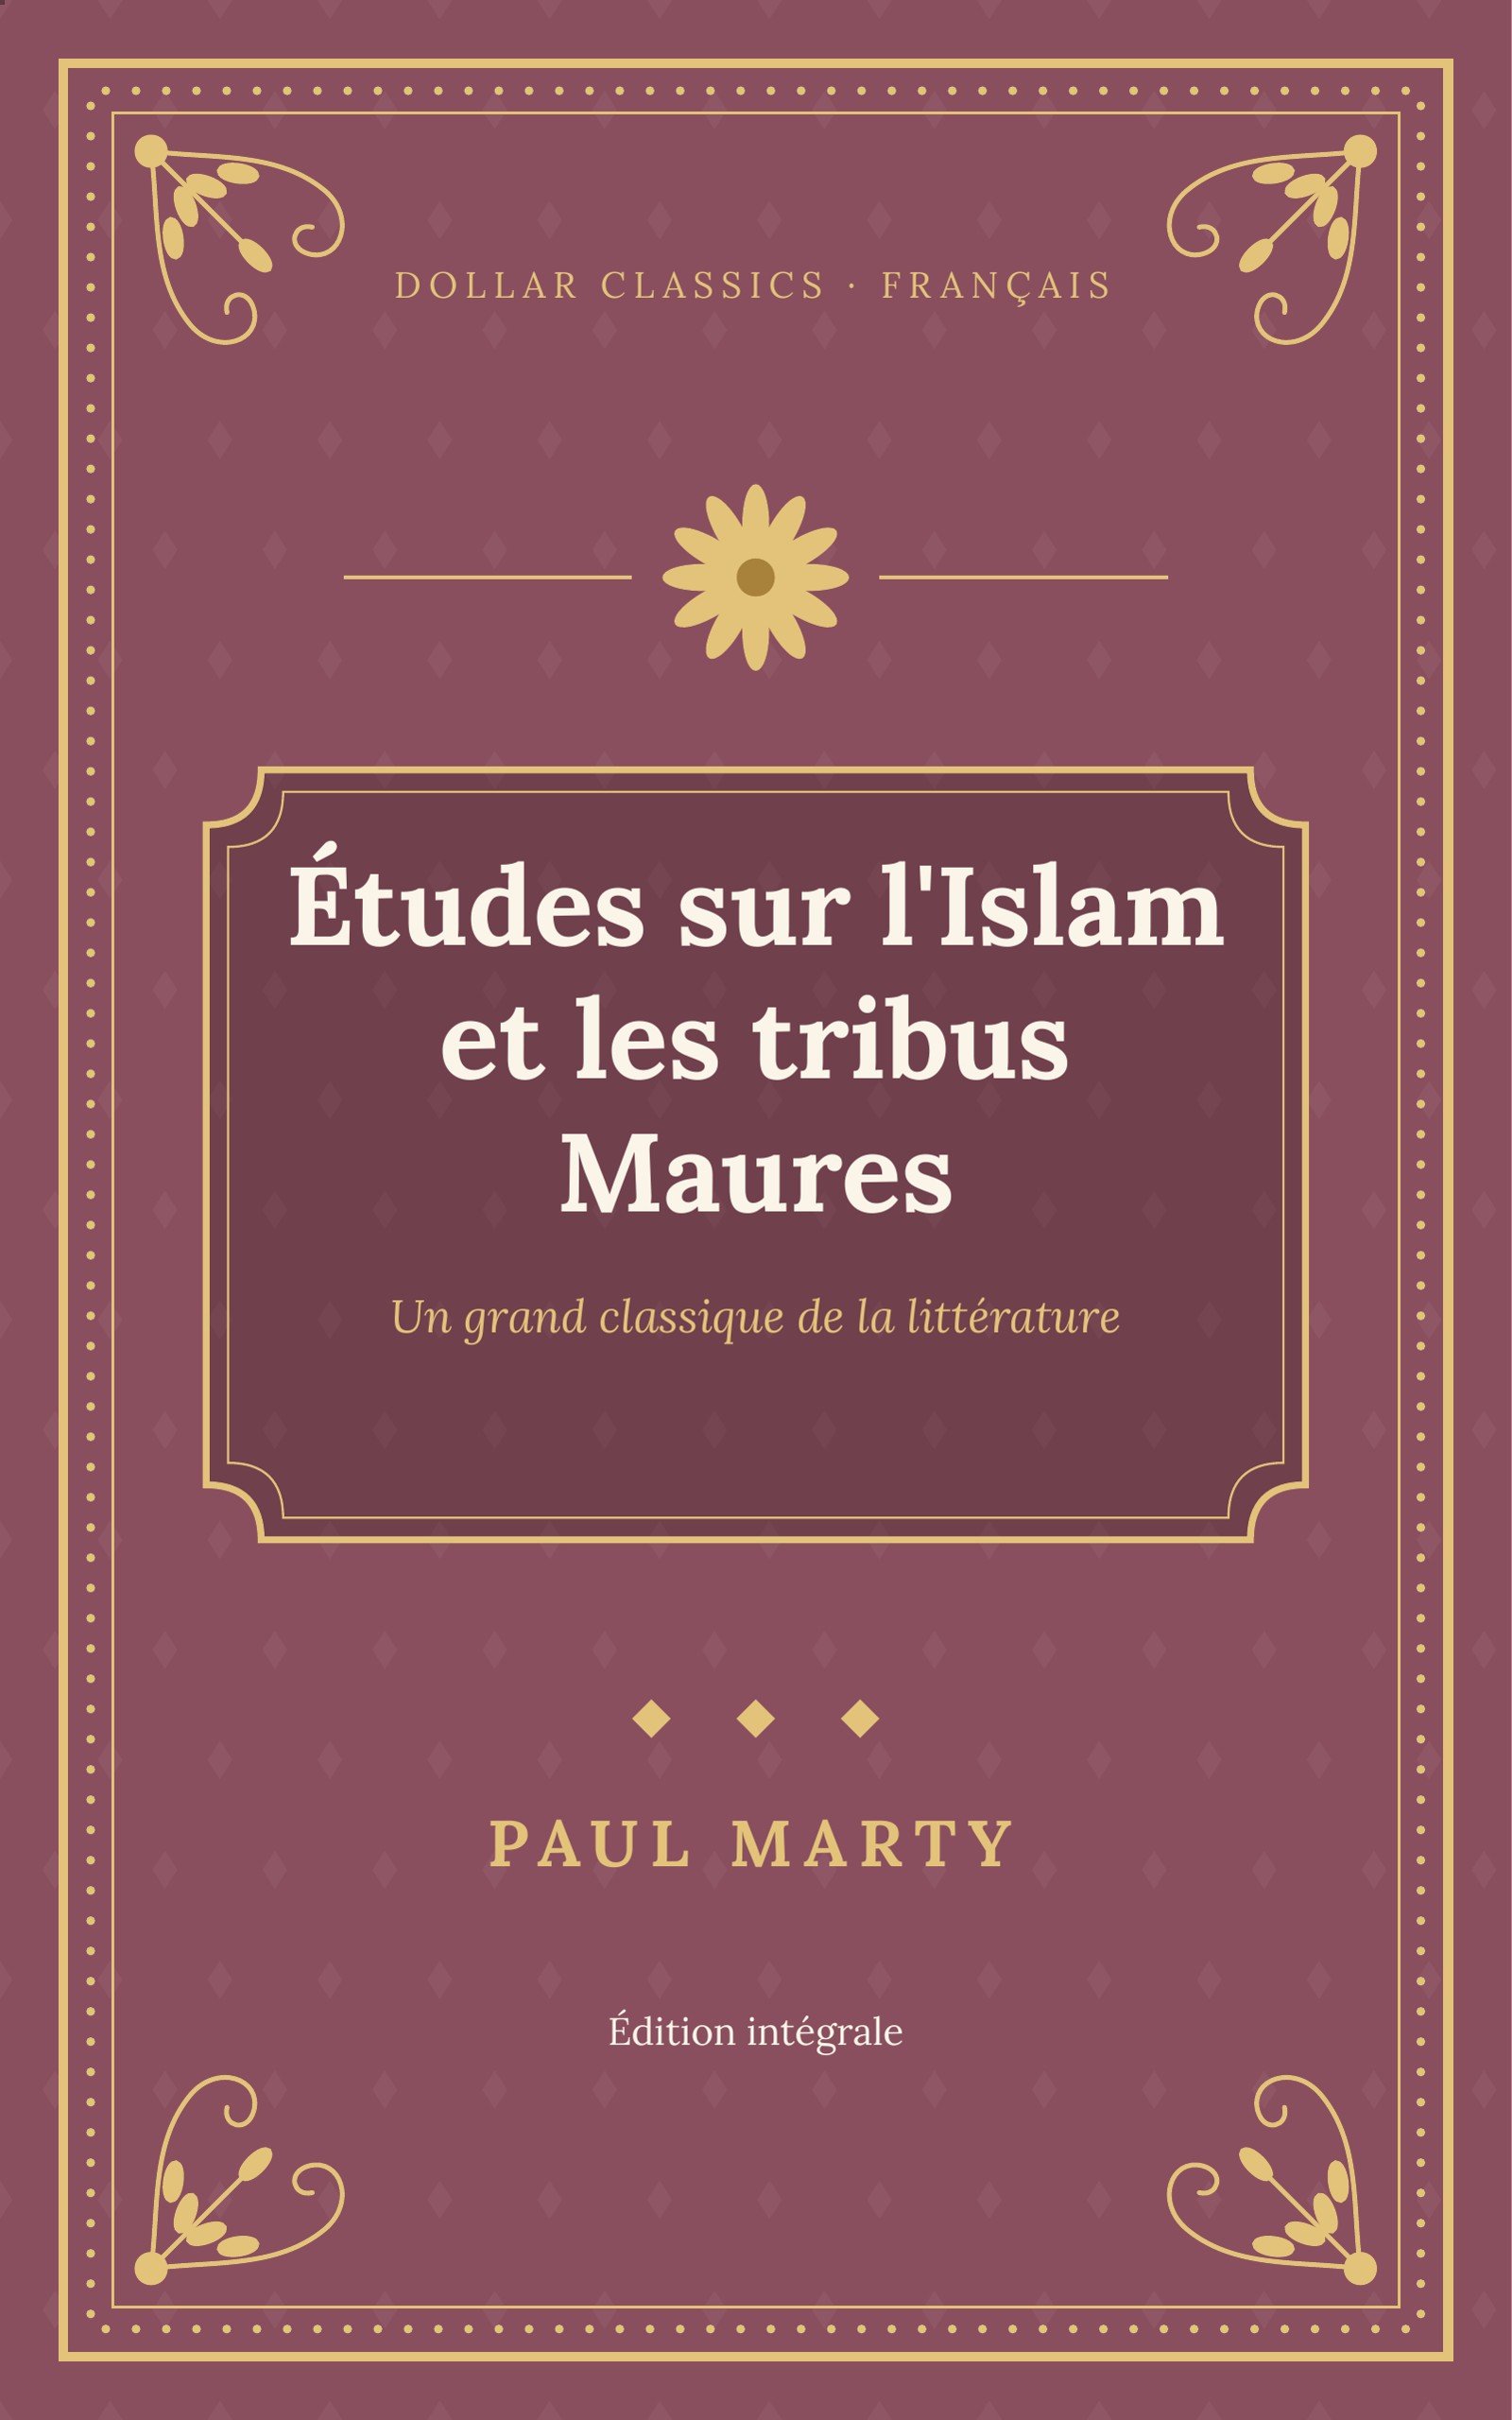 DOLLAR CLASSICS · FRANÇAIS
Études sur l'Islam
et les tribus
Maures
Un grand classique de la littérature
PAUL MARTY
Édition intégrale